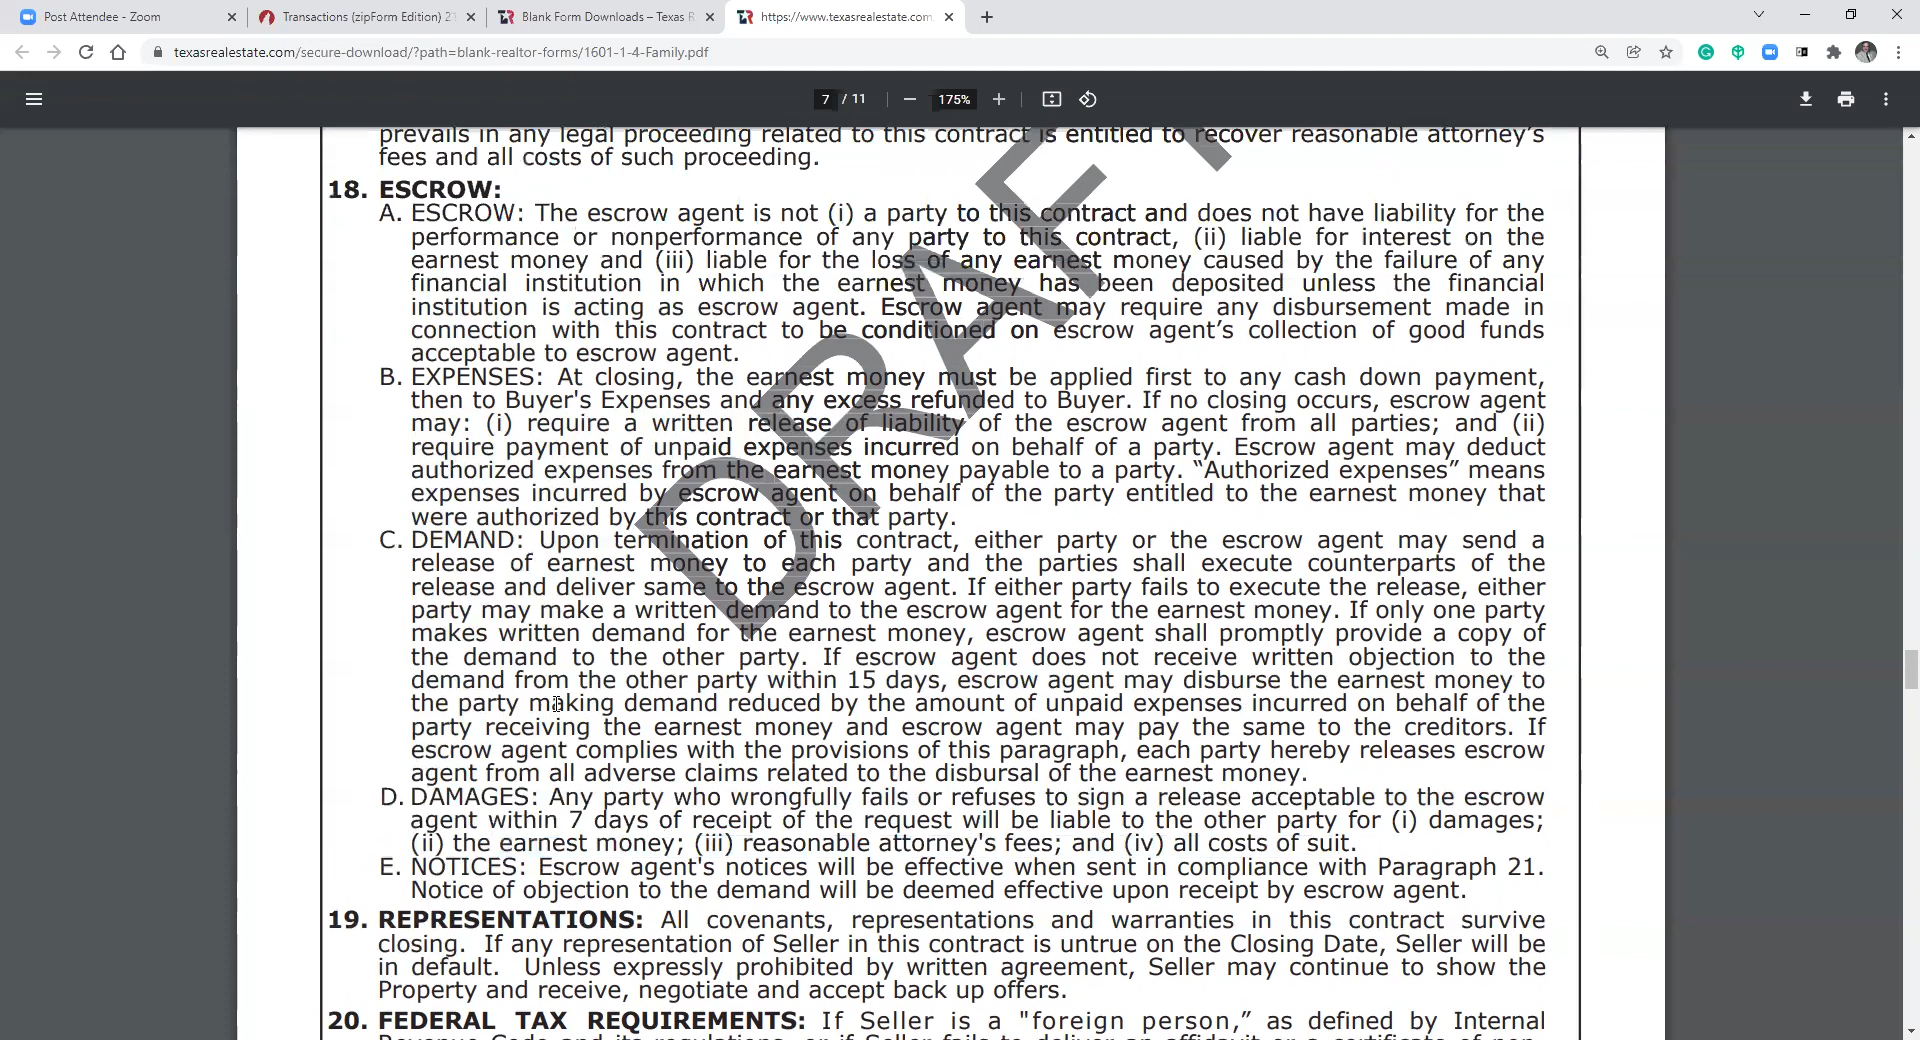 Post Attendee - Zoom
Transactions (zipForm Edition)
Blank Form Downloads – Texas R
https://www.texasrealestate.com
texasrealestate.com/secure-download/?path=blank-realtor-forms/1601-1-4-Family.pdf
7 / 11
175%
prevails in any legal proceeding related to this contract is entitled to recover reasonable attorney's
fees and all costs of such proceeding.
18. ESCROW:
A. ESCROW: The escrow agent is not (i) a party to this contract and does not have liability for the
performance or nonperformance of any party to this contract, (ii) liable for interest on the
earnest money and (iii) liable for the loss of any earnest money caused by the failure of any
financial institution in which the earnest money has been deposited unless the financial
institution is acting as escrow agent. Escrow agent may require any disbursement made in
connection with this contract to be conditioned on escrow agent's collection of good funds
acceptable to escrow agent.
B. EXPENSES: At closing, the earnest money must be applied first to any cash down payment,
then to Buyer's Expenses and any excess refunded to Buyer. If no closing occurs, escrow agent
may: (i) require a written release of liability of the escrow agent from all parties; and (ii)
require payment of unpaid expenses incurred on behalf of a party. Escrow agent may deduct
authorized expenses from the earnest money payable to a party. “Authorized expenses” means
expenses incurred by escrow agent on behalf of the party entitled to the earnest money that
were authorized by this contract or that party.
C. DEMAND: Upon termination of this contract, either party or the escrow agent may send a
release of earnest money to each party and the parties shall execute counterparts of the
release and deliver same to the escrow agent. If either party fails to execute the release, either
party may make a written demand to the escrow agent for the earnest money. If only one party
makes written demand for the earnest money, escrow agent shall promptly provide a copy of
the demand to the other party. If escrow agent does not receive written objection to the
demand from the other party within 15 days, escrow agent may disburse the earnest money to
the party making demand reduced by the amount of unpaid expenses incurred on behalf of the
party receiving the earnest money and escrow agent may pay the same to the creditors. If
escrow agent complies with the provisions of this paragraph, each party hereby releases escrow
agent from all adverse claims related to the disbursal of the earnest money.
D. DAMAGES: Any party who wrongfully fails or refuses to sign a release acceptable to the escrow
agent within 7 days of receipt of the request will be liable to the other party for (i) damages;
(ii) the earnest money; (iii) reasonable attorney's fees; and (iv) all costs of suit.
E. NOTICES: Escrow agent's notices will be effective when sent in compliance with Paragraph 21.
Notice of objection to the demand will be deemed effective upon receipt by escrow agent.
19. REPRESENTATIONS: All covenants, representations and warranties in this contract survive
closing. If any representation of Seller in this contract is untrue on the Closing Date, Seller will be
in default. Unless expressly prohibited by written agreement, Seller may continue to show the
Property and receive, negotiate and accept back up offers.
20. FEDERAL TAX REQUIREMENTS: If Seller is a "foreign person,” as defined by Internal
Revenue Code and its regulations, or if Seller fails to deliver an affidavit or a certificate of non-
DRAFT